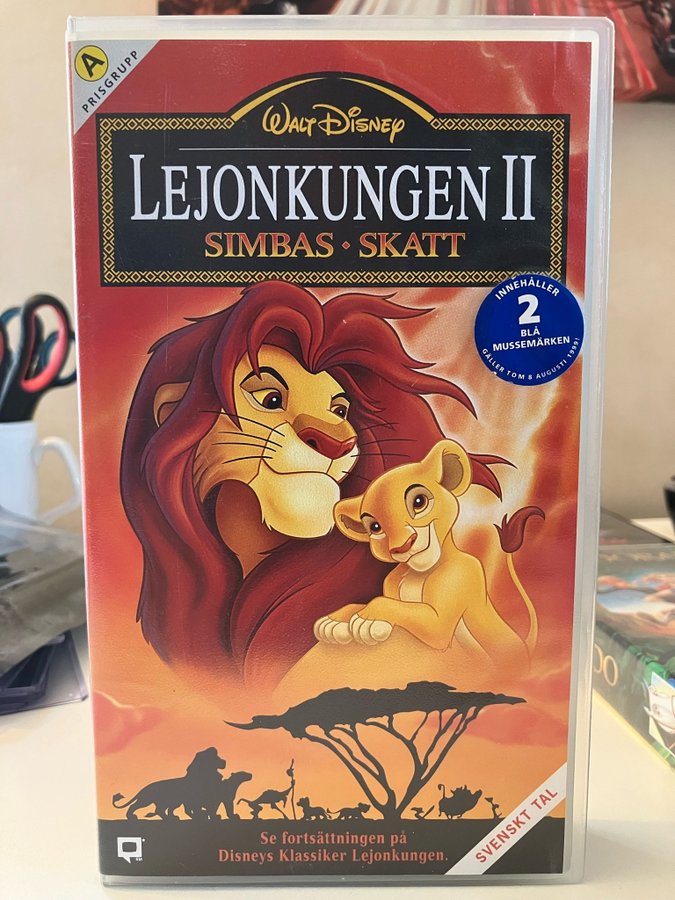 A
PRISGRUPP
WALT DISNEY
LEJONKUNGEN II
SIMBAS · SKATT
INNEHÅLLER
2
BLÅ
MUSSEMÄRKEN
GÄLLER TOM 8 AUGUSTI 1999!
SVENSKT TAL
Se fortsättningen på
Disneys Klassiker Lejonkungen.